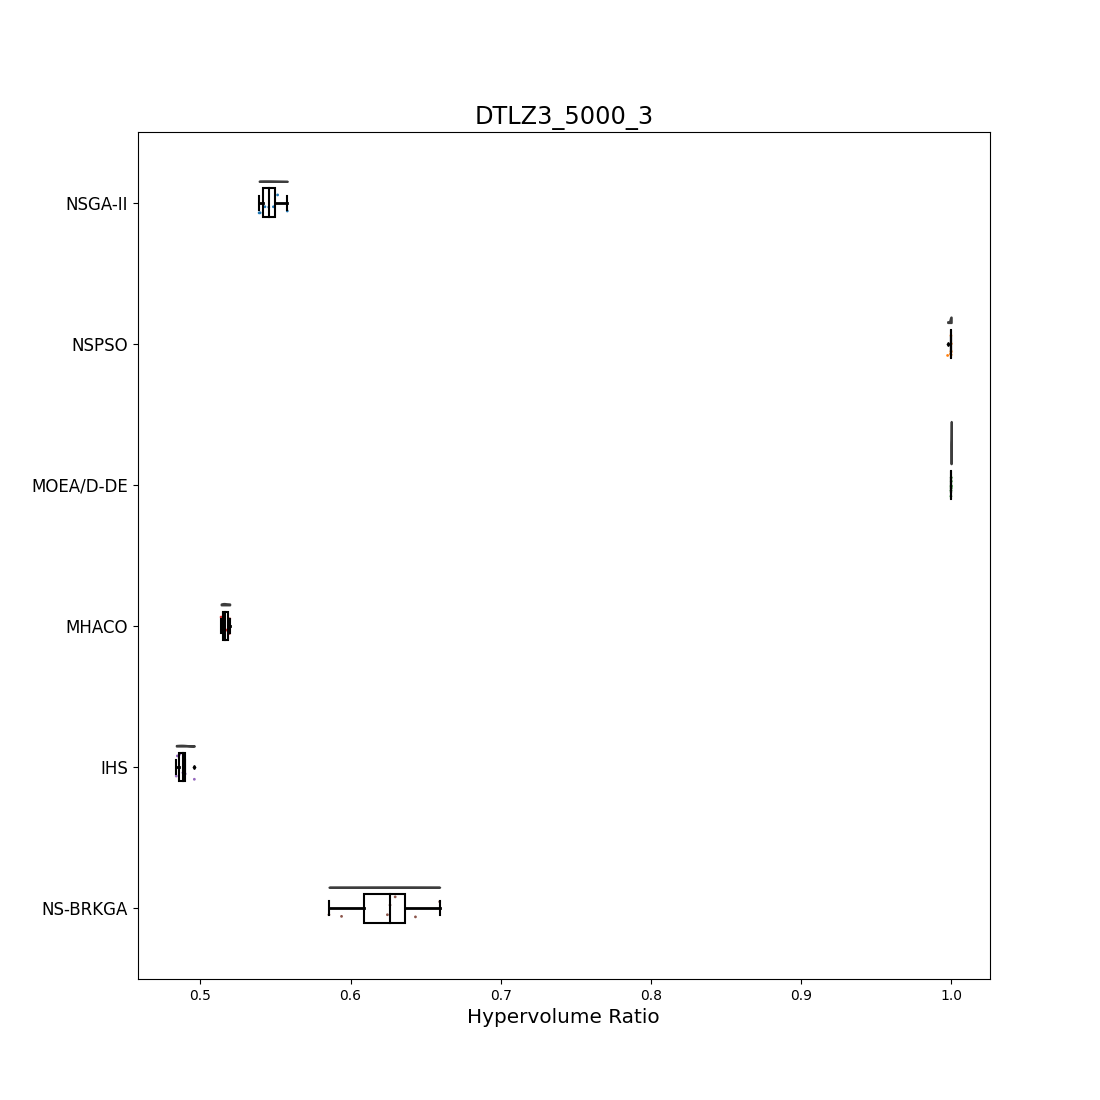 DTLZ3_5000_3
NSGA-II
NSPSO
MOEA/D-DE
MHACO
IHS
NS-BRKGA
0.5 0.6 0.7 0.8 0.9 1.0
Hypervolume Ratio